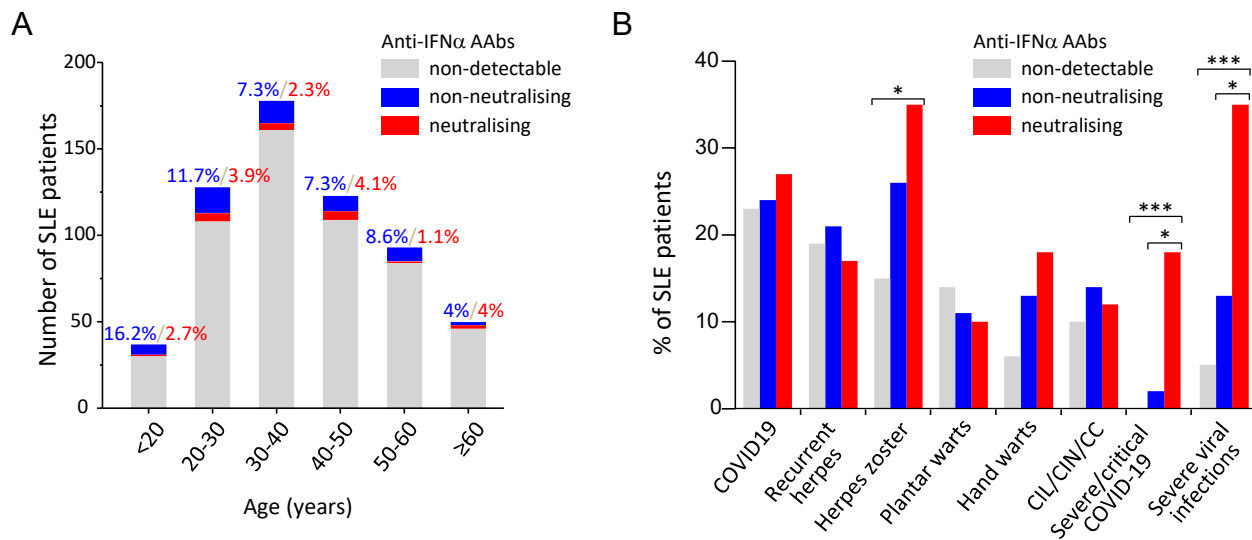 A
Anti-IFNα AAbs
non-detectable
non-neutralising
neutralising
Number of SLE patients
200
150
100
50
0
16.2%/2.7%
11.7%/3.9%
7.3%/2.3%
7.3%/4.1%
8.6%/1.1%
4%/4%
<20
20-30
30-40
40-50
50-60
≥60
Age (years)
B
Anti-IFNα AAbs
non-detectable
non-neutralising
neutralising
% of SLE patients
40
30
20
10
0
*
***
*
***
*
COVID19
Recurrent
herpes
Herpes zoster
Plantar warts
Hand warts
CIL/CIN/CC
Severe/critical
COVID-19
Severe viral
infections